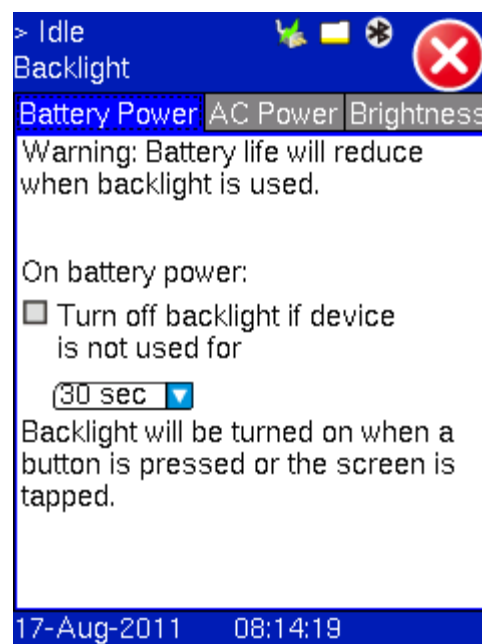 > Idle
Backlight
Battery Power AC Power Brightness
Warning: Battery life will reduce
when backlight is used.
On battery power:
Turn off backlight if device
is not used for
30 sec
Backlight will be turned on when a
button is pressed or the screen is
tapped.
17-Aug-2011 08:14:19